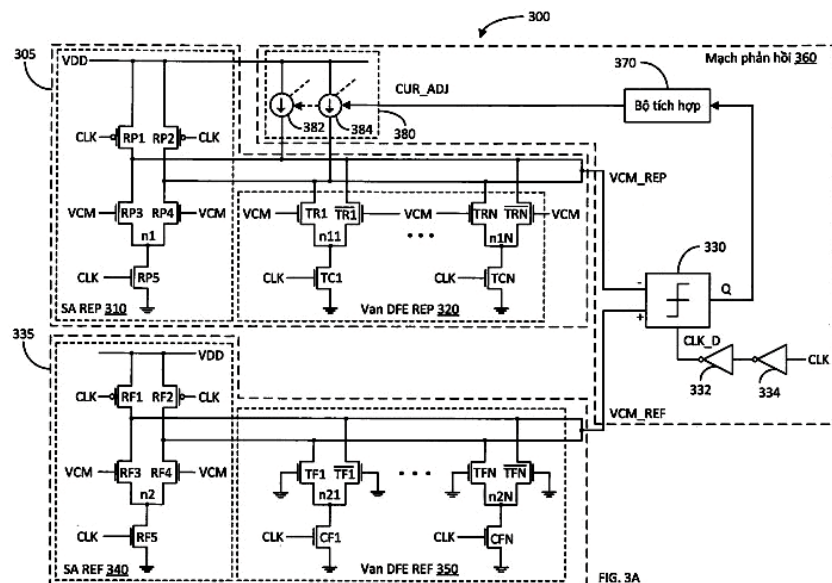 300
305
VDD
CUR_ADJ
370
Mạch phản hồi 360
Bộ tích hợp
382
384
380
CLK
RP1
RP2
CLK
VCM_REP
VCM
RP3
RP4
VCM
n1
TR1
TR1
VCM
TRN
TRN
VCM
n11
n1N
330
CLK
RP5
CLK
TC1
CLK
TCN
-
+
Q
SA REP 310
Van DFE REP 320
CLK_D
CLK
332
334
335
VDD
CLK
RF1
RF2
CLK
VCM_REF
VCM
RF3
RF4
VCM
n2
TF1
TF1
TFN
TFN
n21
n2N
CLK
RF5
CLK
CF1
CLK
CFN
SA REF 340
Van DFE REF 350
FIG. 3A